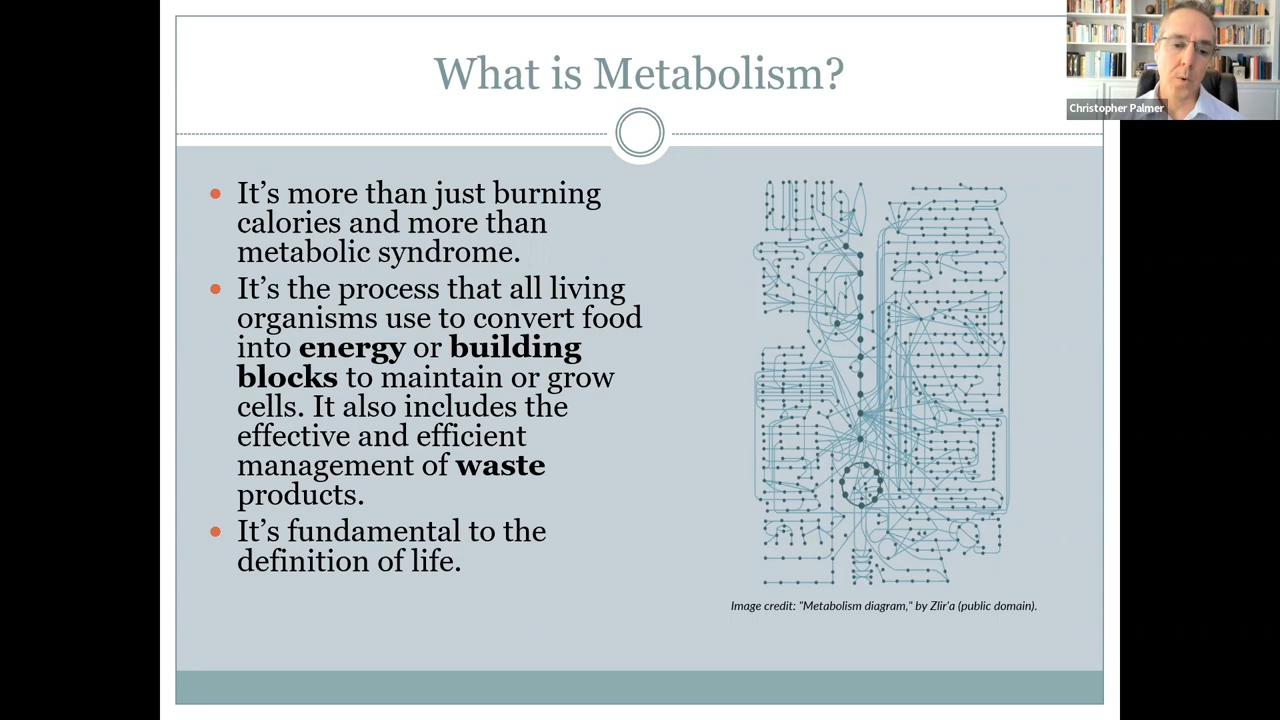 What is Metabolism?
Christopher Palmer
• It’s more than just burning
calories and more than
metabolic syndrome.
• It’s the process that all living
organisms use to convert food
into energy or building
blocks to maintain or grow
cells. It also includes the
effective and efficient
management of waste
products.
• It’s fundamental to the
definition of life.
Image credit: "Metabolism diagram," by Zlir'a (public domain).